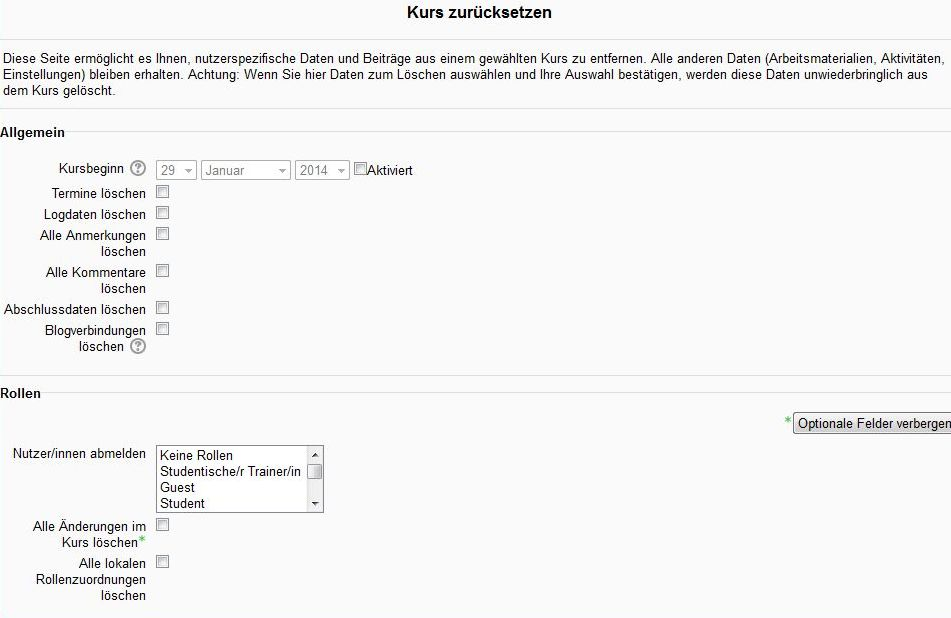 Kurs zurücksetzen
Diese Seite ermöglicht es Ihnen, nutzerspezifische Daten und Beiträge aus einem gewählten Kurs zu entfernen. Alle anderen Daten (Arbeitsmaterialien, Aktivitäten,
Einstellungen) bleiben erhalten. Achtung: Wenn Sie hier Daten zum Löschen auswählen und Ihre Auswahl bestätigen, werden diese Daten unwiederbringlich aus
dem Kurs gelöscht.
Allgemein
Kursbeginn ? 29 Januar 2014 Aktiviert
Termine löschen
Logdaten löschen
Alle Anmerkungen
löschen
Alle Kommentare
löschen
Abschlussdaten löschen
Blogverbindungen
löschen ?
Rollen
* Optionale Felder verbergen
Nutzer/innen abmelden
Keine Rollen
Studentische/r Trainer/in
Guest
Student
Alle Änderungen im
Kurs löschen*
Alle lokalen
Rollenzuordnungen
löschen